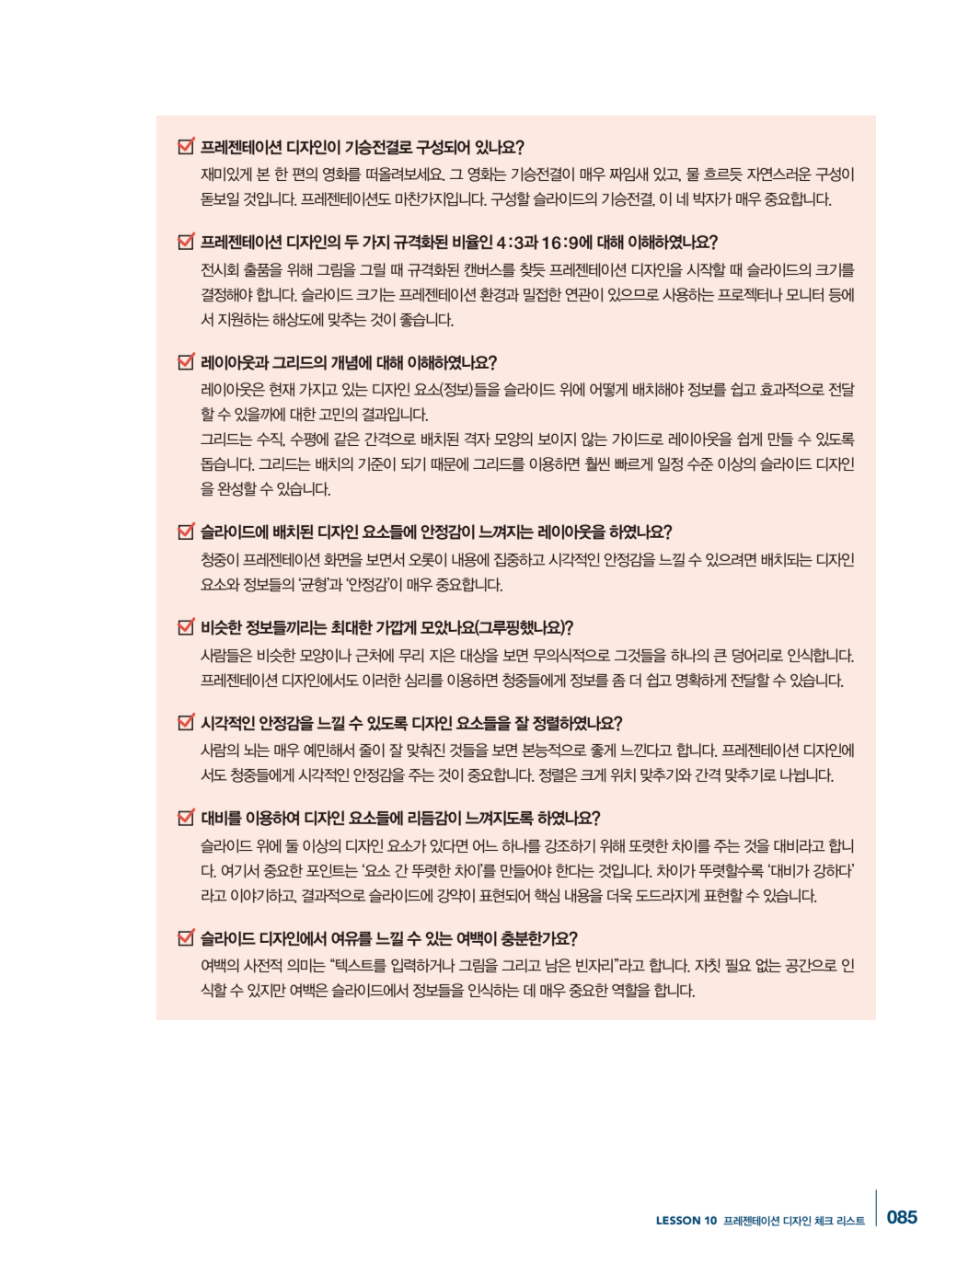 프레젠테이션 디자인이 기승전결로 구성되어 있나요?
재미있게 본 한 편의 영화를 떠올려보세요. 그 영화는 기승전결이 매우 짜임새 있고, 물 흐르듯 자연스러운 구성이
돋보일 것입니다. 프레젠테이션도 마찬가지입니다. 구성할 슬라이드의 기승전결, 이 네 박자가 매우 중요합니다.
프레젠테이션 디자인의 두 가지 규격화된 비율인 4:3과 16:9에 대해 이해하였나요?
전시회 출품을 위해 그림을 그릴 때 규격화된 캔버스를 찾듯 프레젠테이션 디자인을 시작할 때 슬라이드의 크기를
결정해야 합니다. 슬라이드 크기는 프레젠테이션 환경과 밀접한 연관이 있으므로 사용하는 프로젝터나 모니터 등에
서 지원하는 해상도에 맞추는 것이 좋습니다.
레이아웃과 그리드의 개념에 대해 이해하였나요?
레이아웃은 현재 가지고 있는 디자인 요소(정보)들을 슬라이드 위에 어떻게 배치해야 정보를 쉽고 효과적으로 전달
할 수 있을까에 대한 고민의 결과입니다.
그리드는 수직, 수평에 같은 간격으로 배치된 격자 모양의 보이지 않는 가이드로 레이아웃을 쉽게 만들 수 있도록
돕습니다. 그리드는 배치의 기준이 되기 때문에 그리드를 이용하면 훨씬 빠르게 일정 수준 이상의 슬라이드 디자인
을 완성할 수 있습니다.
슬라이드에 배치된 디자인 요소들에 안정감이 느껴지는 레이아웃을 하였나요?
청중이 프레젠테이션 화면을 보면서 오롯이 내용에 집중하고 시각적인 안정감을 느낄 수 있으려면 배치되는 디자인
요소와 정보들의 ‘균형’과 ‘안정감’이 매우 중요합니다.
비슷한 정보들끼리는 최대한 가깝게 모았나요(그루핑했나요)?
사람들은 비슷한 모양이나 근처에 무리 지은 대상을 보면 무의식적으로 그것들을 하나의 큰 덩어리로 인식합니다.
프레젠테이션 디자인에서도 이러한 심리를 이용하면 청중들에게 정보를 좀 더 쉽고 명확하게 전달할 수 있습니다.
시각적인 안정감을 느낄 수 있도록 디자인 요소들을 잘 정렬하였나요?
사람의 뇌는 매우 예민해서 줄이 잘 맞춰진 것들을 보면 본능적으로 좋게 느낀다고 합니다. 프레젠테이션 디자인에
서도 청중들에게 시각적인 안정감을 주는 것이 중요합니다. 정렬은 크게 위치 맞추기와 간격 맞추기로 나뉩니다.
대비를 이용하여 디자인 요소들에 리듬감이 느껴지도록 하였나요?
슬라이드 위에 둘 이상의 디자인 요소가 있다면 어느 하나를 강조하기 위해 또렷한 차이를 주는 것을 대비라고 합니
다. 여기서 중요한 포인트는 ‘요소 간 뚜렷한 차이’를 만들어야 한다는 것입니다. 차이가 뚜렷할수록 ‘대비가 강하다’
라고 이야기하고, 결과적으로 슬라이드에 강약이 표현되어 핵심 내용을 더욱 도드라지게 표현할 수 있습니다.
슬라이드 디자인에서 여유를 느낄 수 있는 여백이 충분한가요?
여백의 사전적 의미는 “텍스트를 입력하거나 그림을 그리고 남은 빈자리”라고 합니다. 자칫 필요 없는 공간으로 인
식할 수 있지만 여백은 슬라이드에서 정보들을 인식하는 데 매우 중요한 역할을 합니다.
LESSON 10 프레젠테이션 디자인 체크 리스트 085